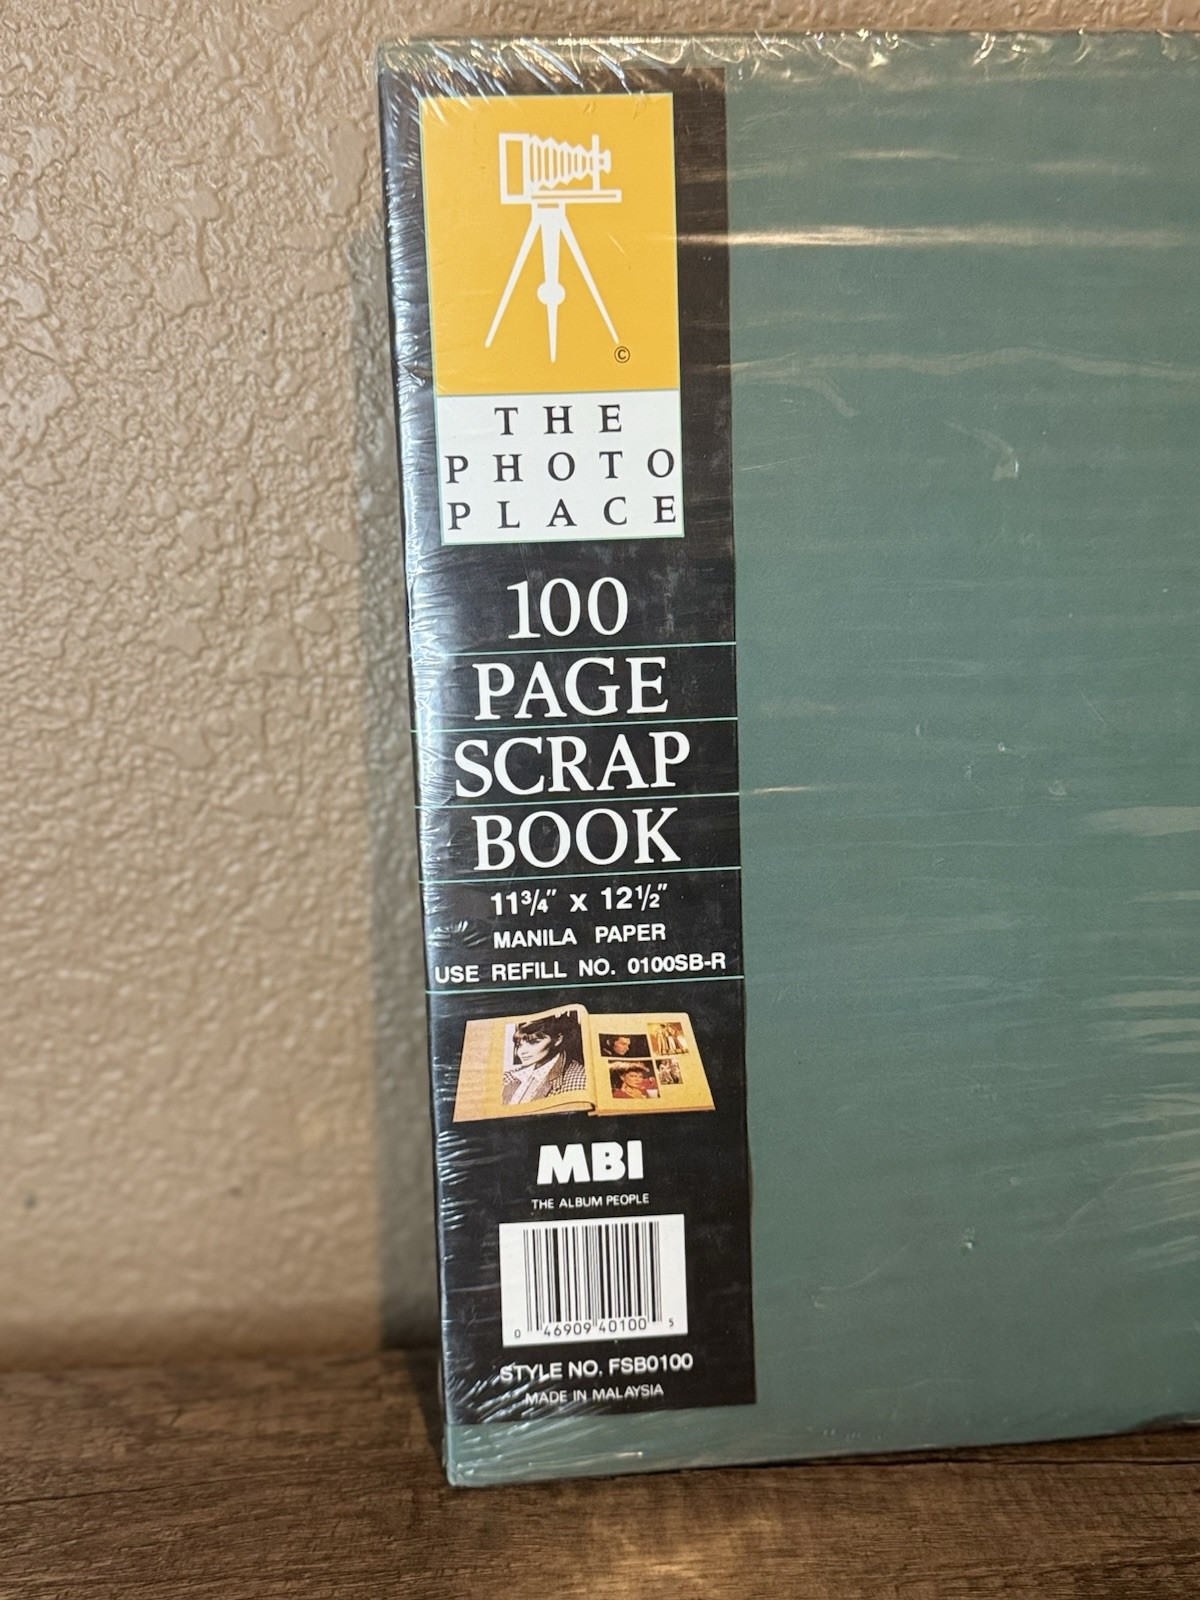 ©
THE
PHOTO
PLACE
100
PAGE
SCRAP
BOOK
11¾" x 12½"
MANILA PAPER
USE REFILL NO. 0100SB-R
MBI
THE ALBUM PEOPLE
0 46909 40100 5
STYLE NO. FSB0100
MADE IN MALAYSIA